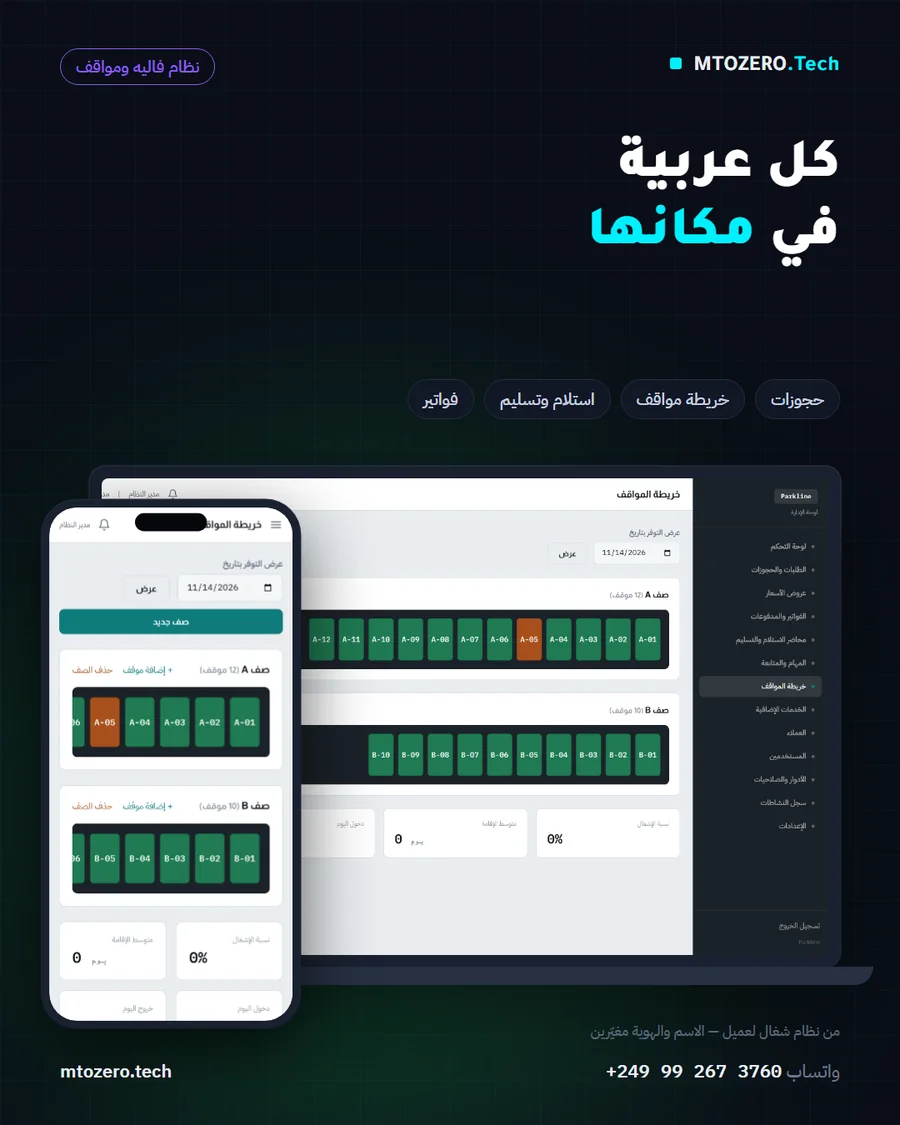 MTOZERO.Tech
نظام فاليه ومواقف
كل عربية
في مكانها
حجوزات
خريطة مواقف
استلام وتسليم
فواتير
Parkline
لوحة الإدارة
لوحة التحكم
الطلبات والحجوزات
عروض الأسعار
الفواتير والمدفوعات
محاضر الاستلام والتسليم
المهام والمتابعة
خريطة المواقف
الخدمات الإضافية
العملاء
المستخدمين
الأدوار والصلاحيات
سجل النشاطات
الإعدادات
تسجيل الخروج
Parkline
خريطة المواقف
مدير النظام | مد
عرض التوفر بتاريخ
11/14/2026
عرض
صف A (12 موقف)
A-01 A-02 A-03 A-04 A-05 A-06 A-07 A-08 A-09 A-10 A-11 A-12
صف B (10 موقف)
B-01 B-02 B-03 B-04 B-05 B-06 B-07 B-08 B-09 B-10
نسبة الإشغال
0%
متوسط الإقامة
0 يوم
دخول اليوم
خريطة المواق
مدير النظام
عرض التوفر بتاريخ
11/14/2026
عرض
صف جديد
صف A (12 موقف)
+ إضافة موقف
حذف الصف
A-01 A-02 A-03 A-04 A-05 06
صف B (10 موقف)
+ إضافة موقف
حذف الصف
B-01 B-02 B-03 B-04 B-05 06
نسبة الإشغال
0%
متوسط الإقامة
0 يوم
دخول اليوم
خروج اليوم
من نظام شغال لعميل — الاسم والهوية مغيّرين
واتساب +249 99 267 3760
mtozero.tech